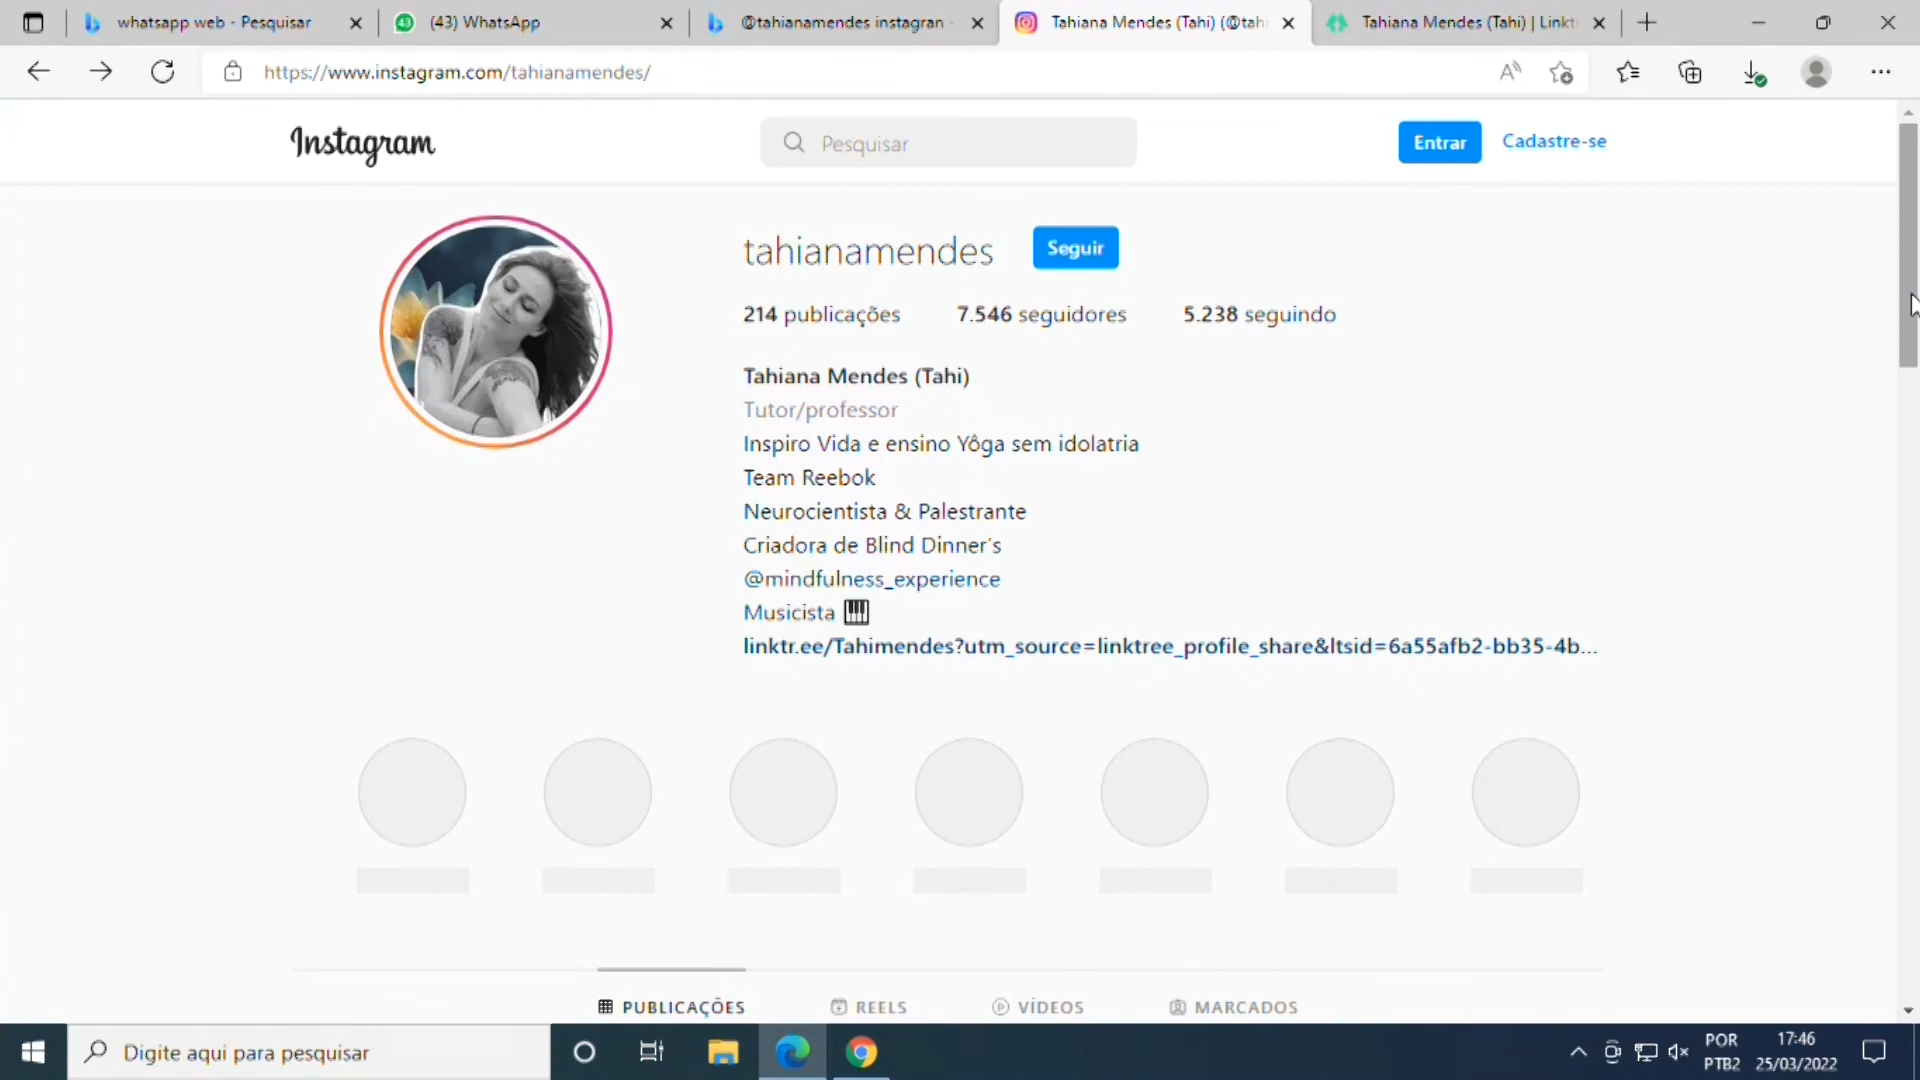 whatsapp web - Pesquisar
(43) WhatsApp
@tahianamendes instagran -
Tahiana Mendes (Tahi) (@tahi
Tahiana Mendes (Tahi) | Linktr
https://www.instagram.com/tahianamendes/
Instagram
Pesquisar
Entrar
Cadastre-se
tahianamendes
Seguir
214 publicações
7.546 seguidores
5.238 seguindo
Tahiana Mendes (Tahi)
Tutor/professor
Inspiro Vida e ensino Yôga sem idolatria
Team Reebok
Neurocientista & Palestrante
Criadora de Blind Dinner´s
@mindfulness_experience
Musicista 🎹
linktr.ee/Tahimendes?utm_source=linktree_profile_share&ltsid=6a55afb2-bb35-4b...
PUBLICAÇÕES
REELS
VÍDEOS
MARCADOS
Digite aqui para pesquisar
POR
PTB2
17:46
25/03/2022